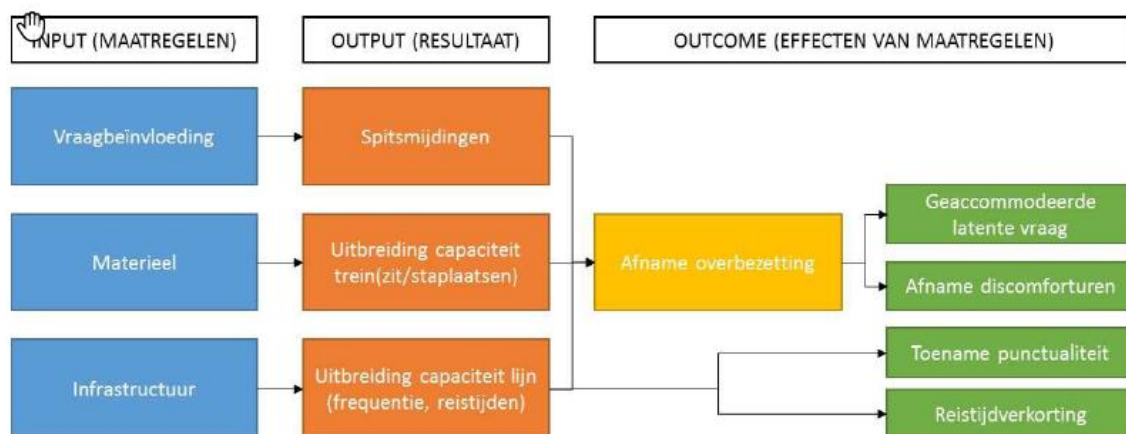 INPUT (MAATREGELEN)
OUTPUT (RESULTAAT)
OUTCOME (EFFECTEN VAN MAATREGELEN)
Vraagbeïnvloeding
Spitsmijdingen
Materieel
Uitbreiding capaciteit
trein(zit/staplaatsen)
Afname overbezetting
Geaccommodeerde
latente vraag
Afname discomforturen
Infrastructuur
Uitbreiding capaciteit lijn
(frequentie, reistijden)
Toename punctualiteit
Reistijdverkorting